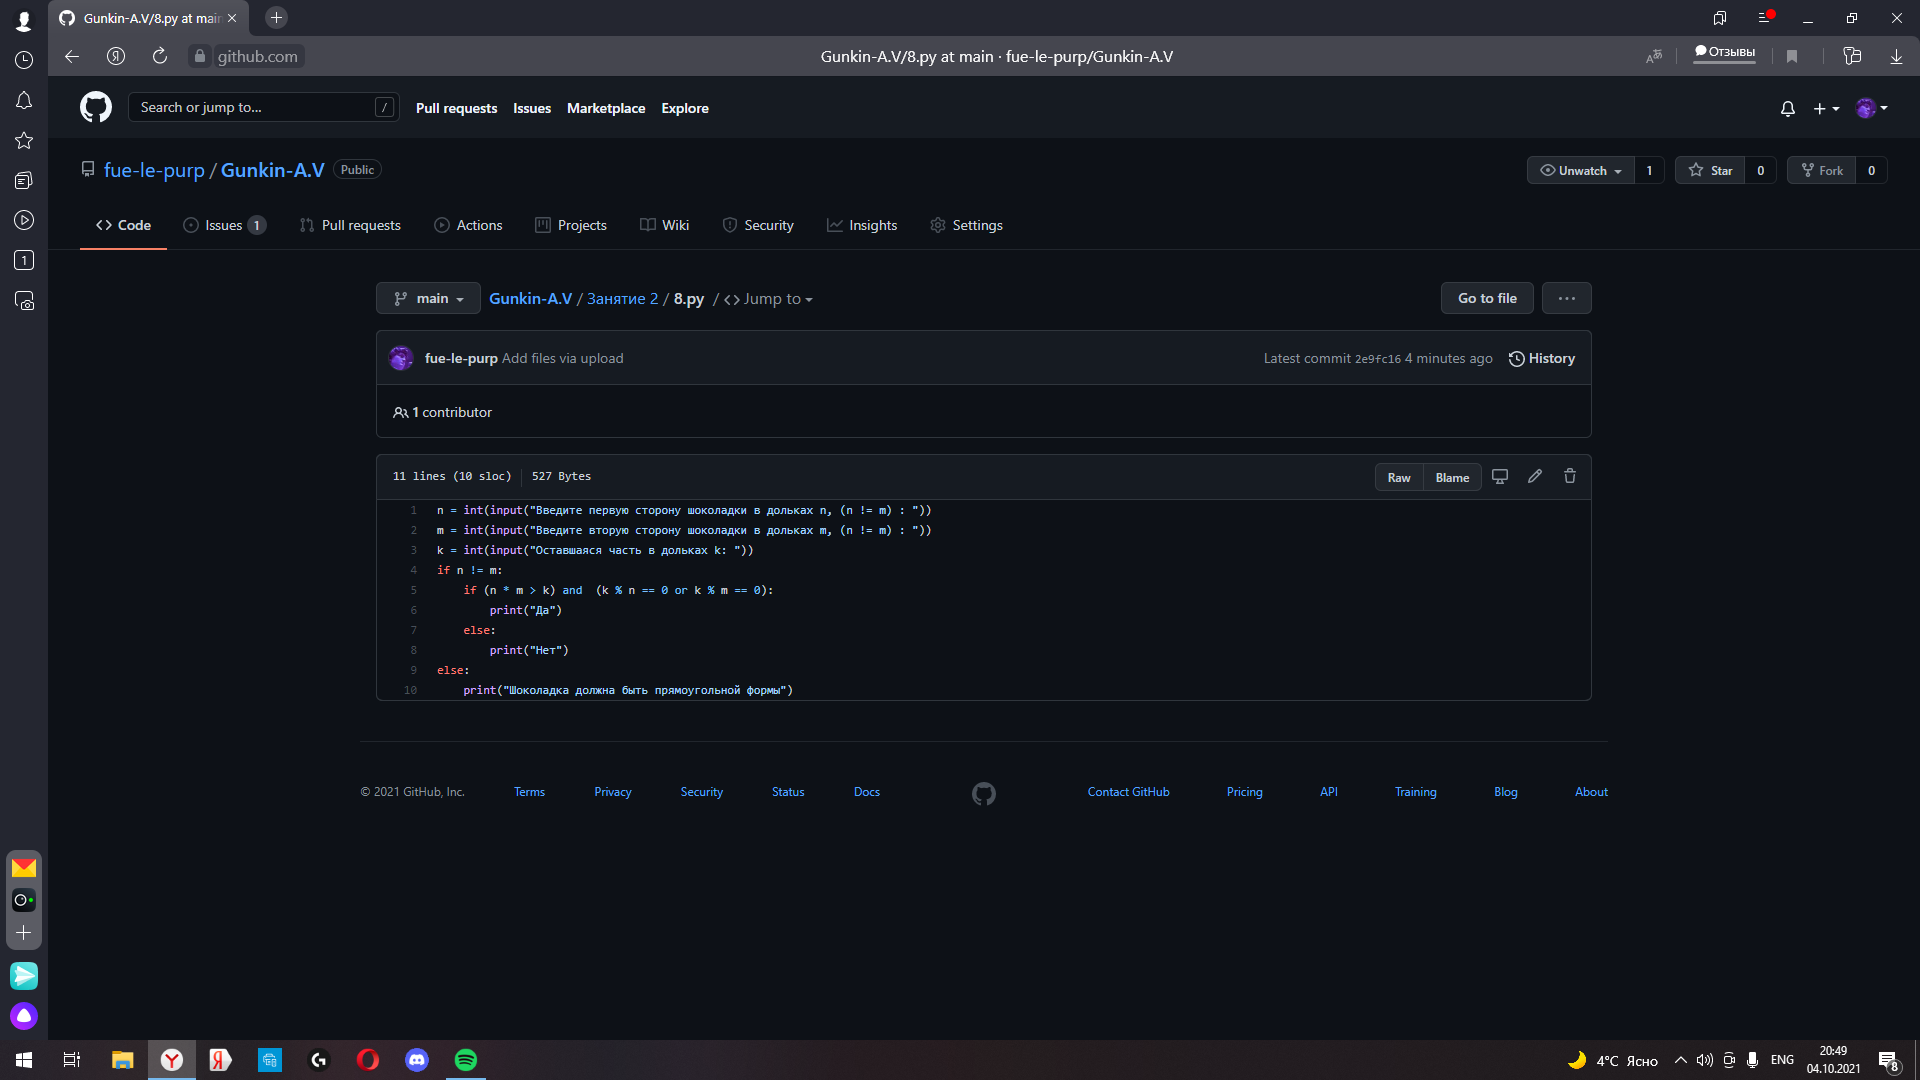 Gunkin-A.V/8.py at mai
github.com
Gunkin-A.V/8.py at main · fue-le-purp/Gunkin-A.V
Отзывы
Search or jump to...
/
Pull requests
Issues
Marketplace
Explore
fue-le-purp / Gunkin-A.V
Public
Unwatch
1
Star
0
Fork
0
Code
Issues 1
Pull requests
Actions
Projects
Wiki
Security
Insights
Settings
1
main
Gunkin-A.V / Занятие 2 / 8.py / <> Jump to
Go to file
...
fue-le-purp Add files via upload
Latest commit 2e9fc16 4 minutes ago
History
1 contributor
11 lines (10 sloc)
527 Bytes
Raw
Blame
1 n = int(input("Введите первую сторону шоколадки в дольках n, (n != m) : "))
2 m = int(input("Введите вторую сторону шоколадки в дольках m, (n != m) : "))
3 k = int(input("Оставшаяся часть в дольках k: "))
4 if n != m:
5     if (n * m > k) and  (k % n == 0 or k % m == 0):
6         print("Да")
7     else:
8         print("Нет")
9 else:
10     print("Шоколадка должна быть прямоугольной формы")
© 2021 GitHub, Inc.
Terms
Privacy
Security
Status
Docs
Contact GitHub
Pricing
API
Training
Blog
About
4°C Ясно
ENG
20:49
04.10.2021
8